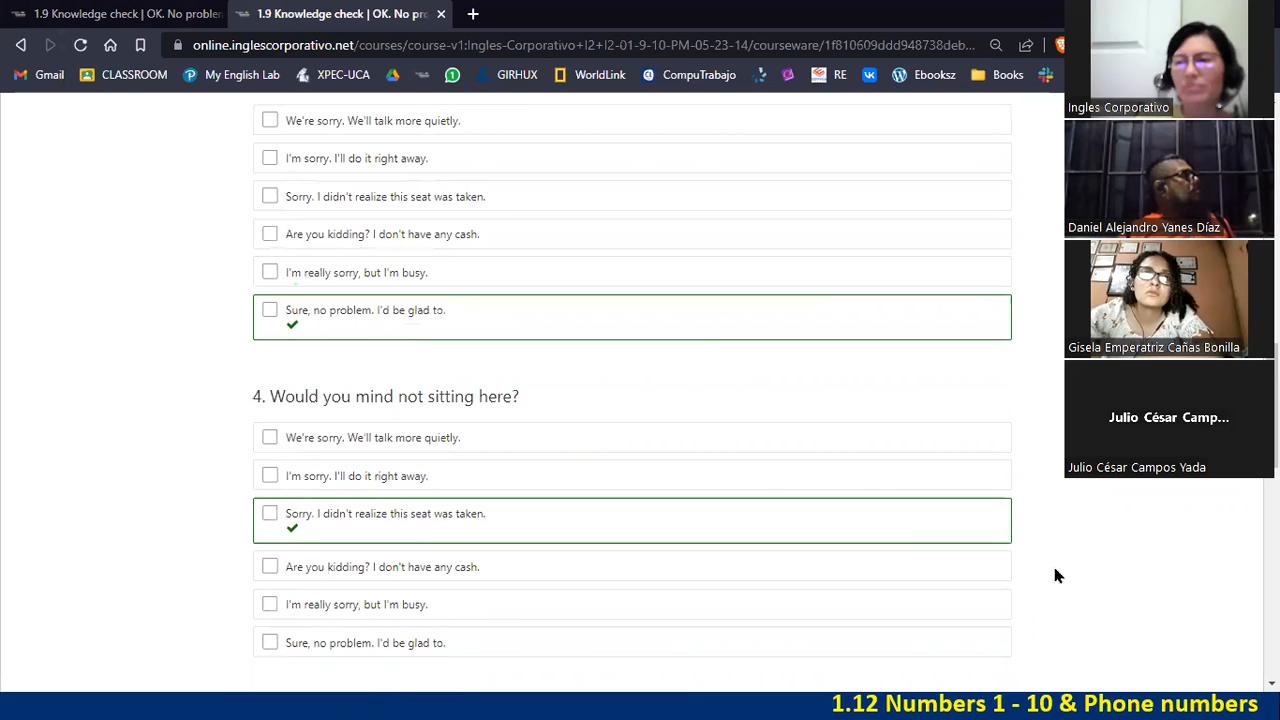 1.9 Knowledge check | OK. No problem
1.9 Knowledge check | OK. No pro
online.inglescorporativo.net/courses/course-v1:Ingles-Corporativo+I2+I2_01-9-10-PM-05-23-14/courseware/1f810609ddd948738deb...
Gmail CLASSROOM My English Lab XPEC-UCA GIRHUX WorldLink CompuTrabajo RE WordPress Ebooksz Books
We're sorry. We'll talk more quietly.
I'm sorry. I'll do it right away.
Sorry. I didn't realize this seat was taken.
Are you kidding? I don't have any cash.
I'm really sorry, but I'm busy.
Sure, no problem. I'd be glad to.
4. Would you mind not sitting here?
We're sorry. We'll talk more quietly.
I'm sorry. I'll do it right away.
Sorry. I didn't realize this seat was taken.
Are you kidding? I don't have any cash.
I'm really sorry, but I'm busy.
Sure, no problem. I'd be glad to.
Ingles Corporativo
Daniel Alejandro Yanes Díaz
Gisela Emperatriz Cañas Bonilla
Julio César Camp...
Julio César Campos Yada
1.12 Numbers 1 - 10 & Phone numbers